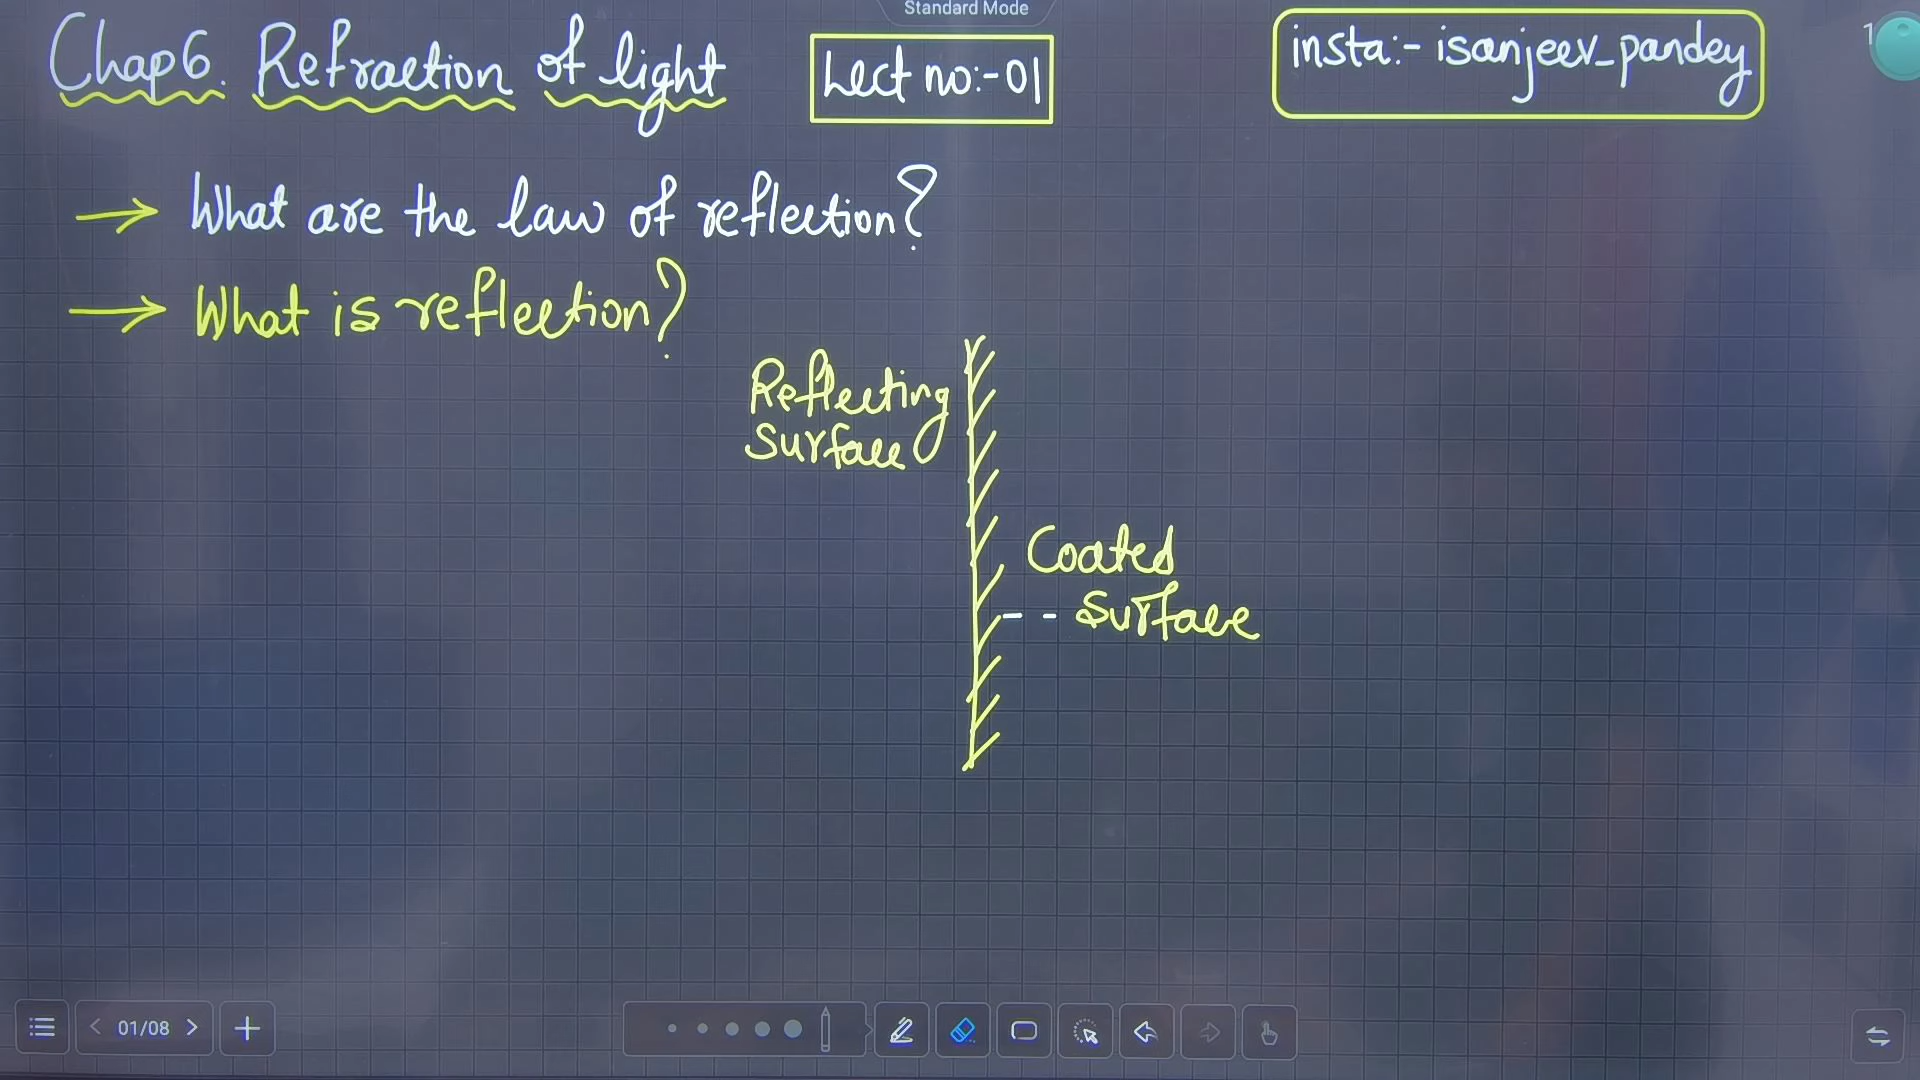 Standard Mode
Chap 6. Refraction of light
Lect no:-01
insta:- isanjeev_pandey
1
→ What are the law of reflection?
→ What is reflection?
Reflecting
Surface
Coated
Surface
01/08